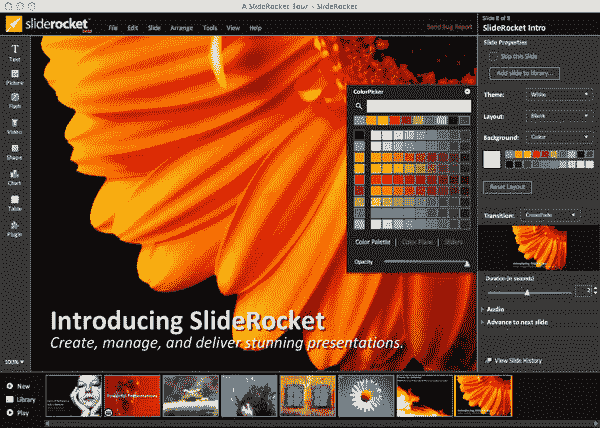 A SlideRocket Tour - SlideRocket
sliderocket
beta
File Edit Slide Arrange Tools View Help
Send Bug Report
Slide 8 of 8
SlideRocket Intro
Text
Picture
Flash
Video
Shape
Chart
Table
Plugin
100%
ColorPicker
Color Palette | Color Plane | Sliders
Opacity
Slide Properties
Skip this Slide
Add slide to library...
Theme: White
Layout: Blank
Background: Color
Reset Layout
Transition: Crossfade
Duration (in seconds)
2
Audio
Advance to next slide
View Slide History
Introducing SlideRocket
Create, manage, and deliver stunning presentations.
New
Library
Play
Powerful Presentations